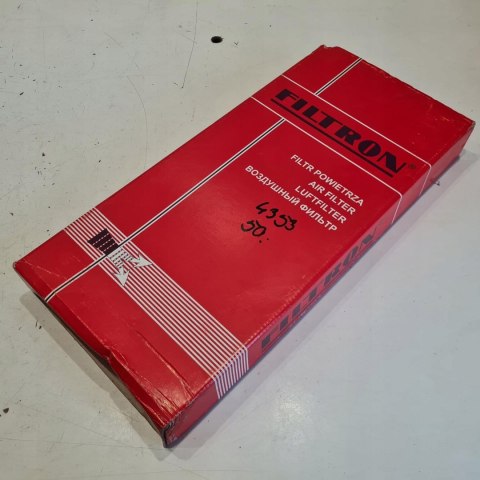 FILTRON®
FILTR POWIETRZA
AIR FILTER
LUFTFILTER
ВОЗДУШНЫЙ ФИЛЬТР
4353
50:
FILTRON